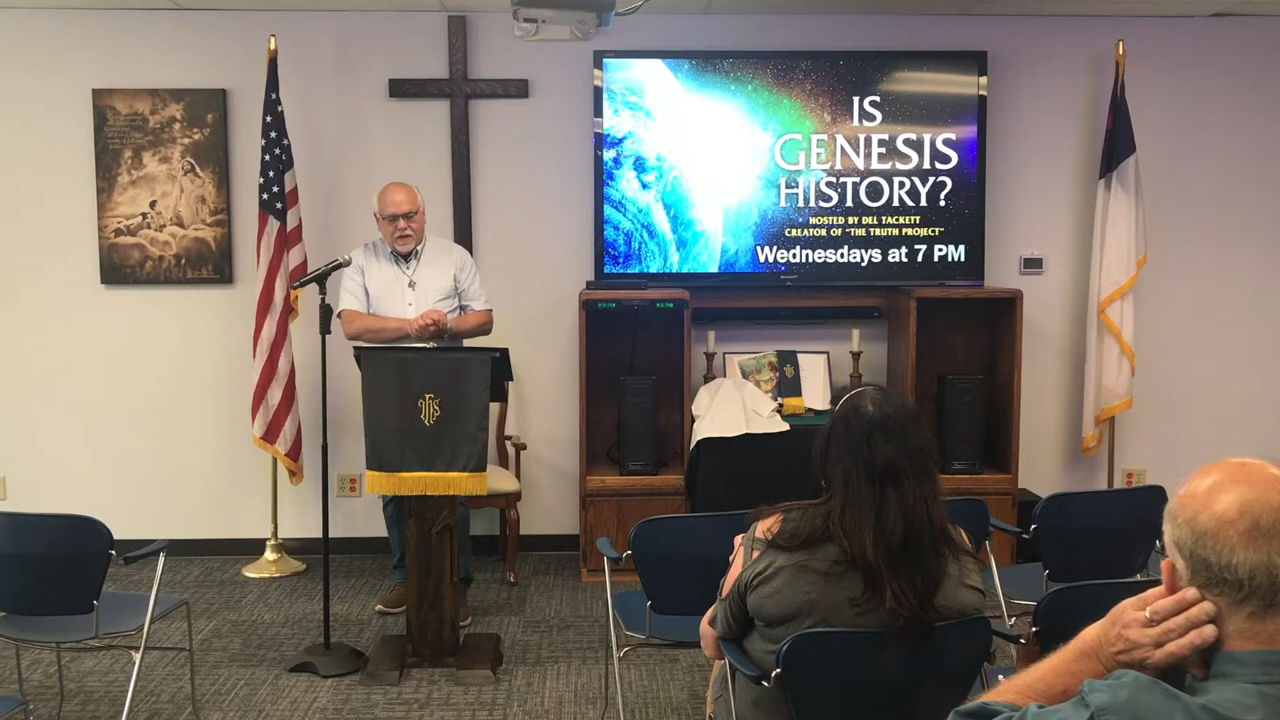 IS
GENESIS
HISTORY?
HOSTED BY DEL TACKETT
CREATOR OF "THE TRUTH PROJECT"
Wednesdays at 7 PM
IHS